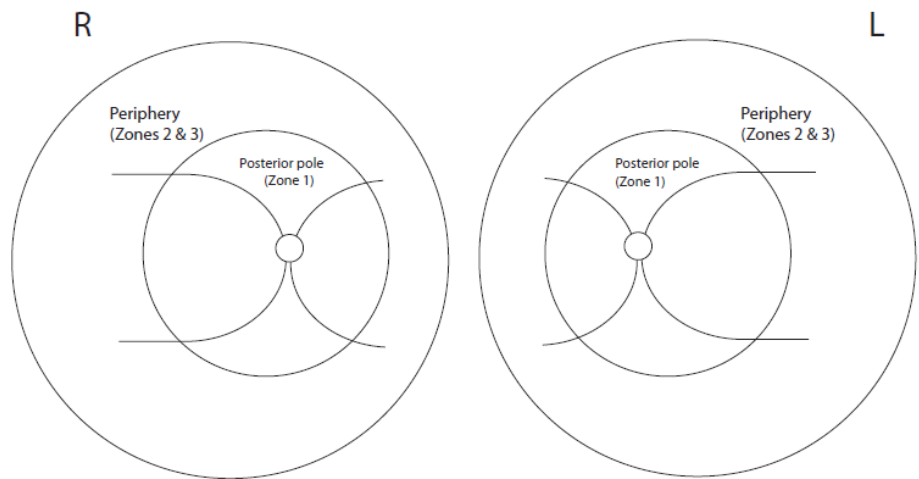 R
L
Periphery
(Zones 2 & 3)
Posterior pole
(Zone 1)
Periphery
(Zones 2 & 3)
Posterior pole
(Zone 1)